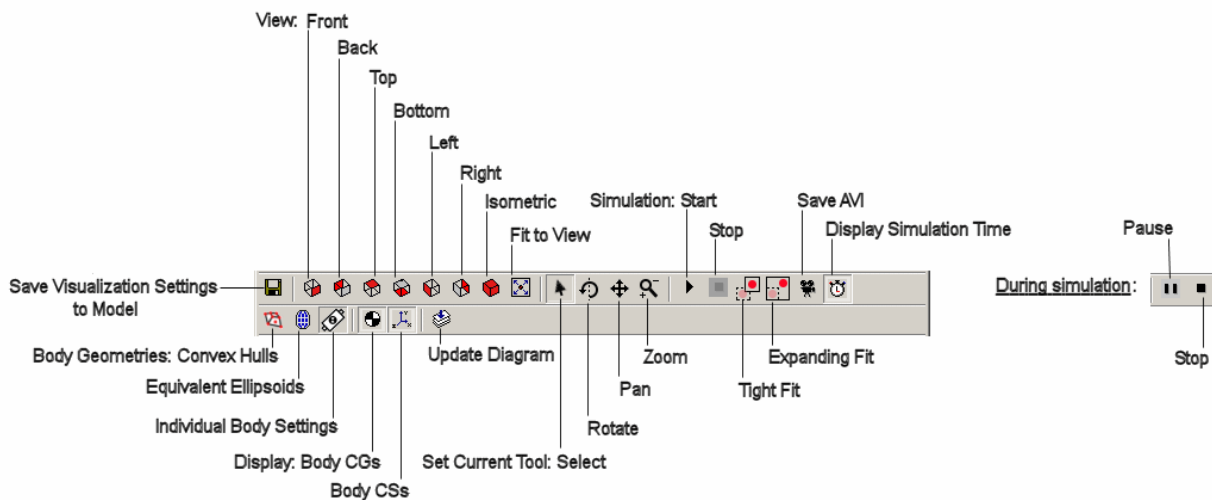 View: Front
Back
Top
Bottom
Left
Right
Isometric
Fit to View
Simulation: Start
Stop
Save AVI
Display Simulation Time
Pause
Save Visualization Settings
to Model
During simulation:
Body Geometries: Convex Hulls
Update Diagram
Zoom
Expanding Fit
Stop
Equivalent Ellipsoids
Pan
Tight Fit
Individual Body Settings
Rotate
Display: Body CGs
Set Current Tool: Select
Body CSs